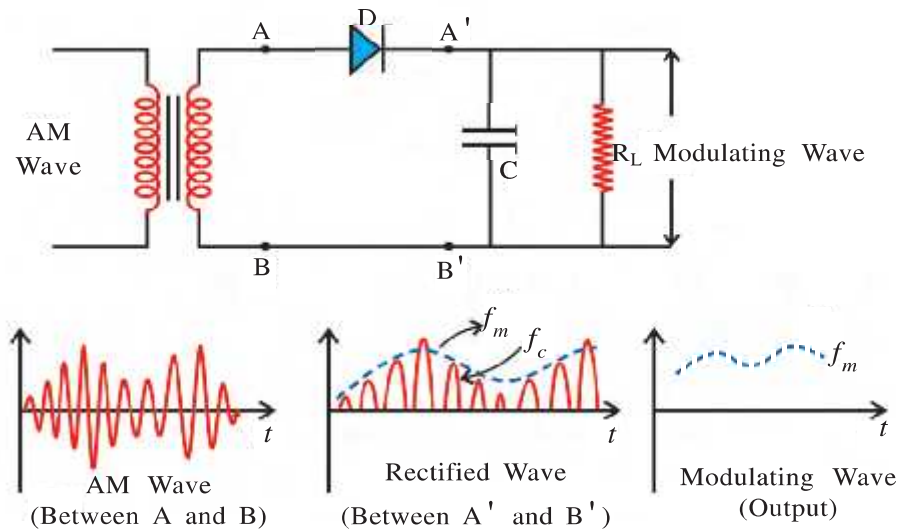 A
D
A'
AM
Wave
C
R_L Modulating Wave
B
B'
f_m
f_c
t
t
f_m
t
AM Wave
(Between A and B)
Rectified Wave
(Between A' and B')
Modulating Wave
(Output)